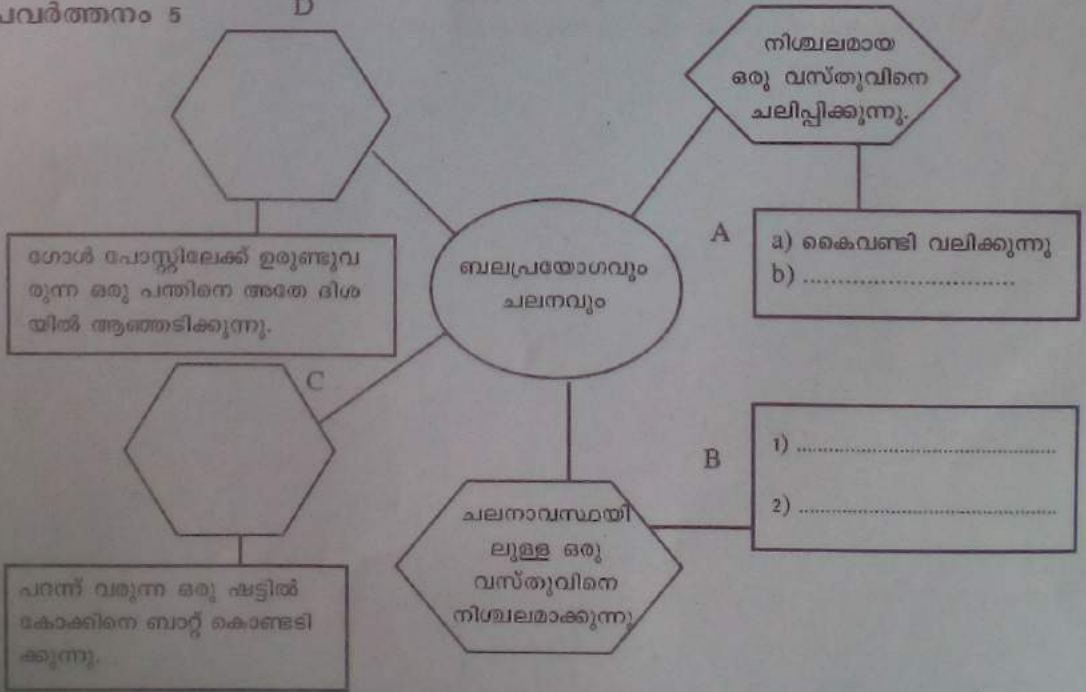 പവർത്തനം 5
D
നിശ്ചലമായ
ഒരു വസ്തുവിനെ
ചലിപ്പിക്കുന്നു.
A
a) കൈവണ്ടി വലിക്കുന്നു
b) ................................
ബലപ്രയോഗവും
ചലനവും
ഗോൾ പോസ്റ്റിലേക്ക് ഉരുണ്ടുവ
രുന്ന ഒരു പന്തിനെ അതേ ദിശ
യിൽ ആഞ്ഞടിക്കുന്നു.
C
B
1) .......................................
2) .......................................
ചലനാവസ്ഥയി
ലുള്ള ഒരു
വസ്തുവിനെ
നിശ്ചലമാക്കുന്നു
പറന്ന് വരുന്ന ഒരു ഷട്ടിൽ
കോക്കിനെ ബാറ്റ് കൊണ്ടടി
ക്കുന്നു.